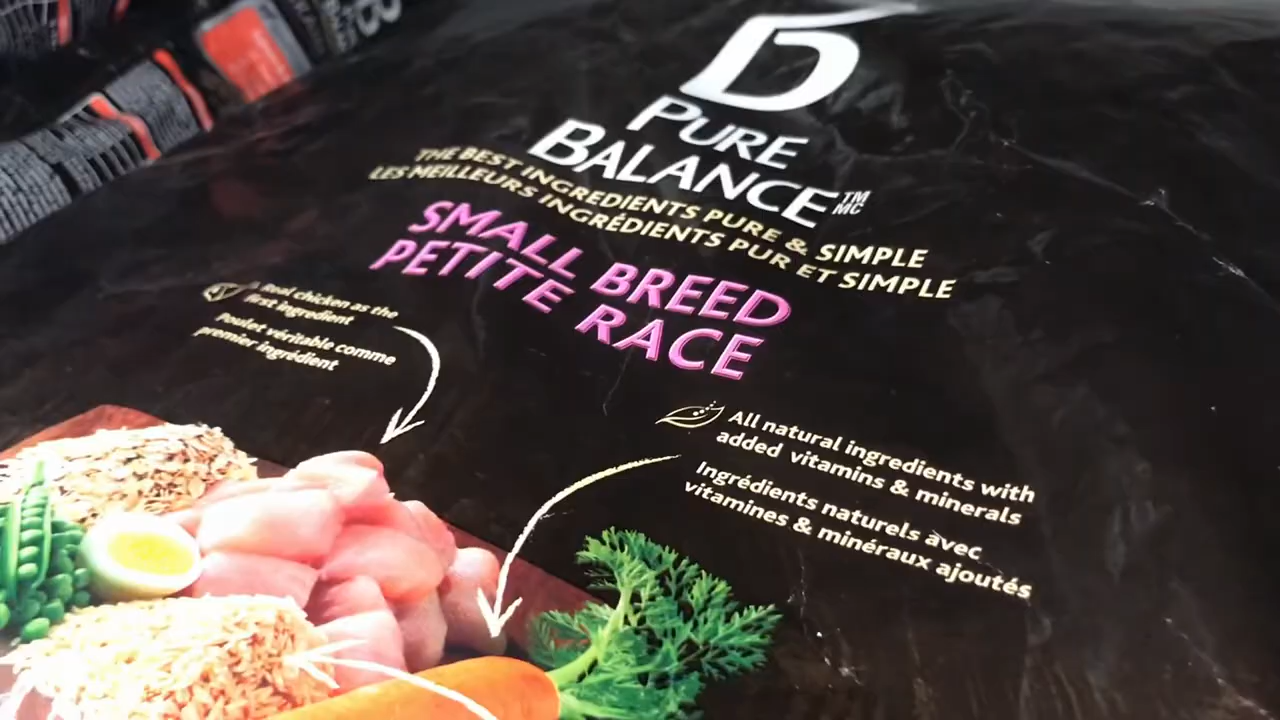 PURE
BALANCE™
MC
THE BEST INGREDIENTS PURE & SIMPLE
LES MEILLEURS INGRÉDIENTS PUR ET SIMPLE
SMALL BREED
PETITE RACE
Real chicken as the
first ingredient
Poulet véritable comme
premier ingrédient
All natural ingredients with
added vitamins & minerals
Ingrédients naturels avec
vitamines & minéraux ajoutés